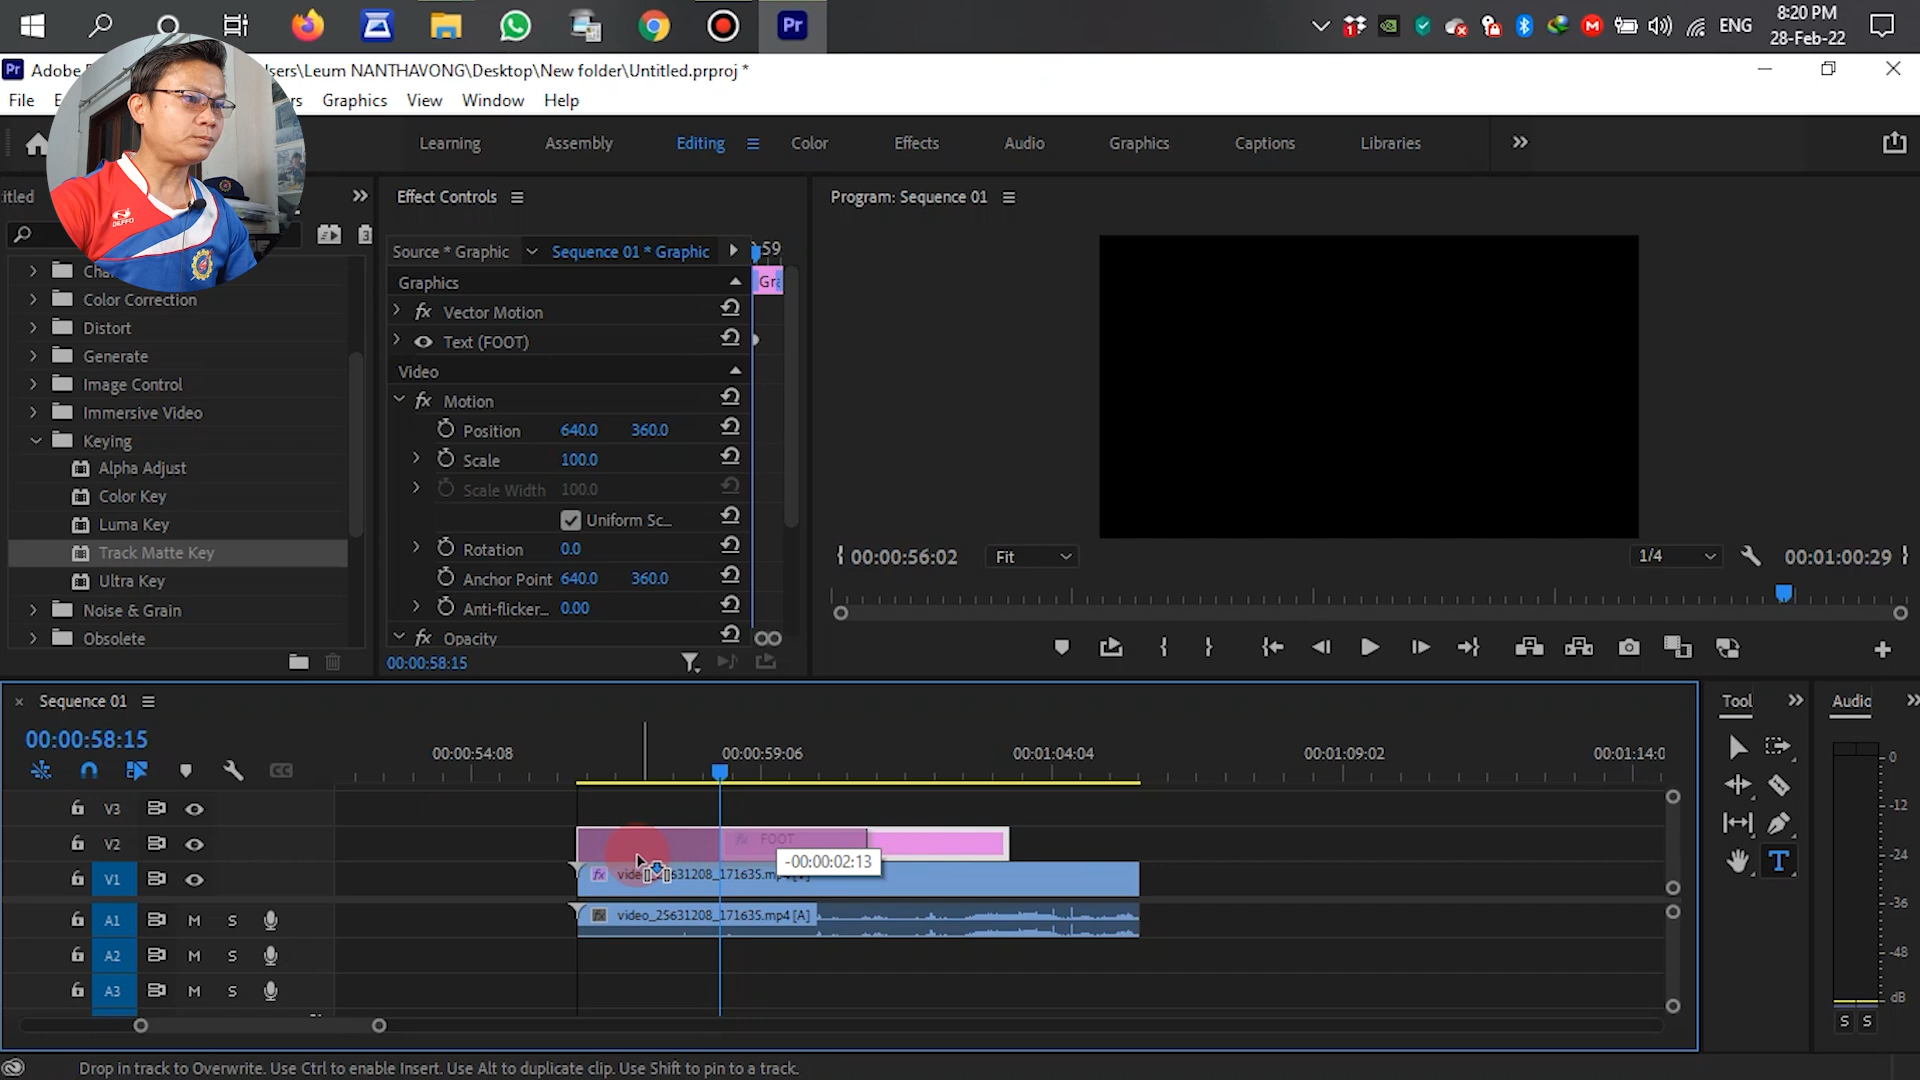 Pr
ENG
8:20 PM
28-Feb-22
Adobe
sers\Leum NANTHAVONG\Desktop\New folder\Untitled.prproj *
File
rs
Graphics
View
Window
Help
Learning
Assembly
Editing
Color
Effects
Audio
Graphics
Captions
Libraries
Effect Controls
Program: Sequence 01
Source * Graphic
Sequence 01 * Graphic
Color Correction
Distort
Generate
Image Control
Immersive Video
Keying
Alpha Adjust
Color Key
Luma Key
Track Matte Key
Ultra Key
Noise & Grain
Obsolete
Graphics
fx Vector Motion
Text (FOOT)
Video
fx Motion
Position 640.0 360.0
Scale 100.0
Scale Width 100.0
Uniform Sc...
Rotation 0.0
Anchor Point 640.0 360.0
Anti-flicker... 0.00
fx Opacity
00:00:58:15
00:00:56:02
Fit
1/4
00:01:00:29
Sequence 01
00:00:58:15
00:00:54:08
00:00:59:06
00:01:04:04
00:01:09:02
00:01:14:0
V3
V2
fx FOOT
-00:00:02:13
V1
A1
M
S
fx video_25631208_171635.mp4 [A]
A2
M
S
A3
M
S
Tool
Audio
0
-12
-24
-36
-48
dB
S S
Drop in track to Overwrite. Use Ctrl to enable Insert. Use Alt to duplicate clip. Use Shift to pin to a track.